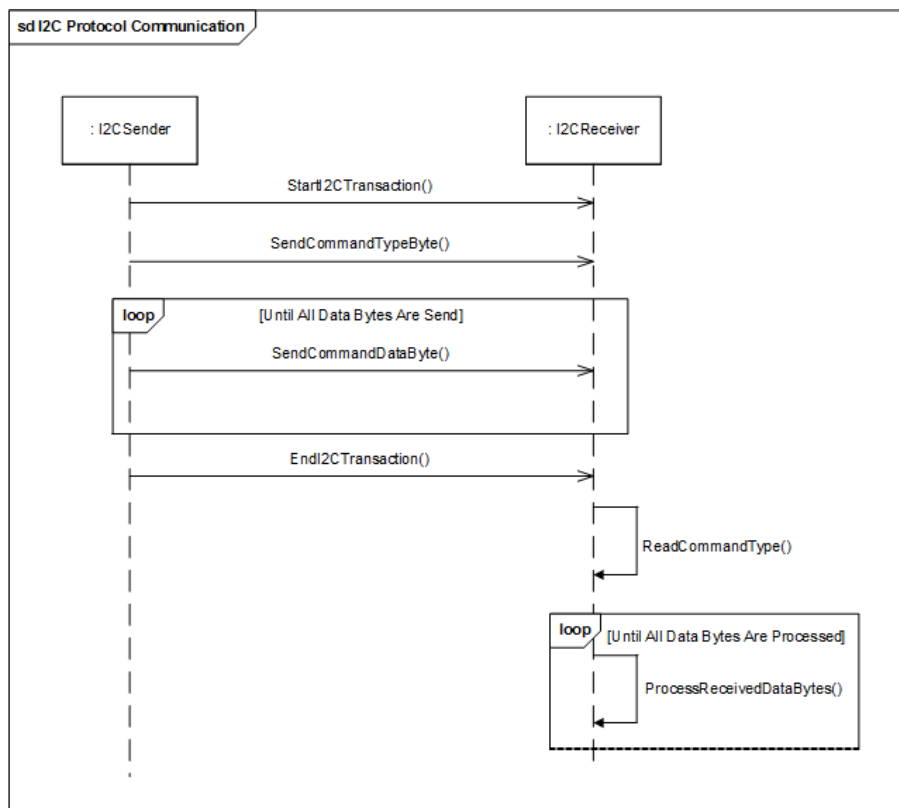 sd I2C Protocol Communication
: I2CSender
: I2CReceiver
StartI2CTransaction()
SendCommandTypeByte()
loop
[Until All Data Bytes Are Send]
SendCommandDataByte()
EndI2CTransaction()
ReadCommandType()
loop
[Until All Data Bytes Are Processed]
ProcessReceivedDataBytes()